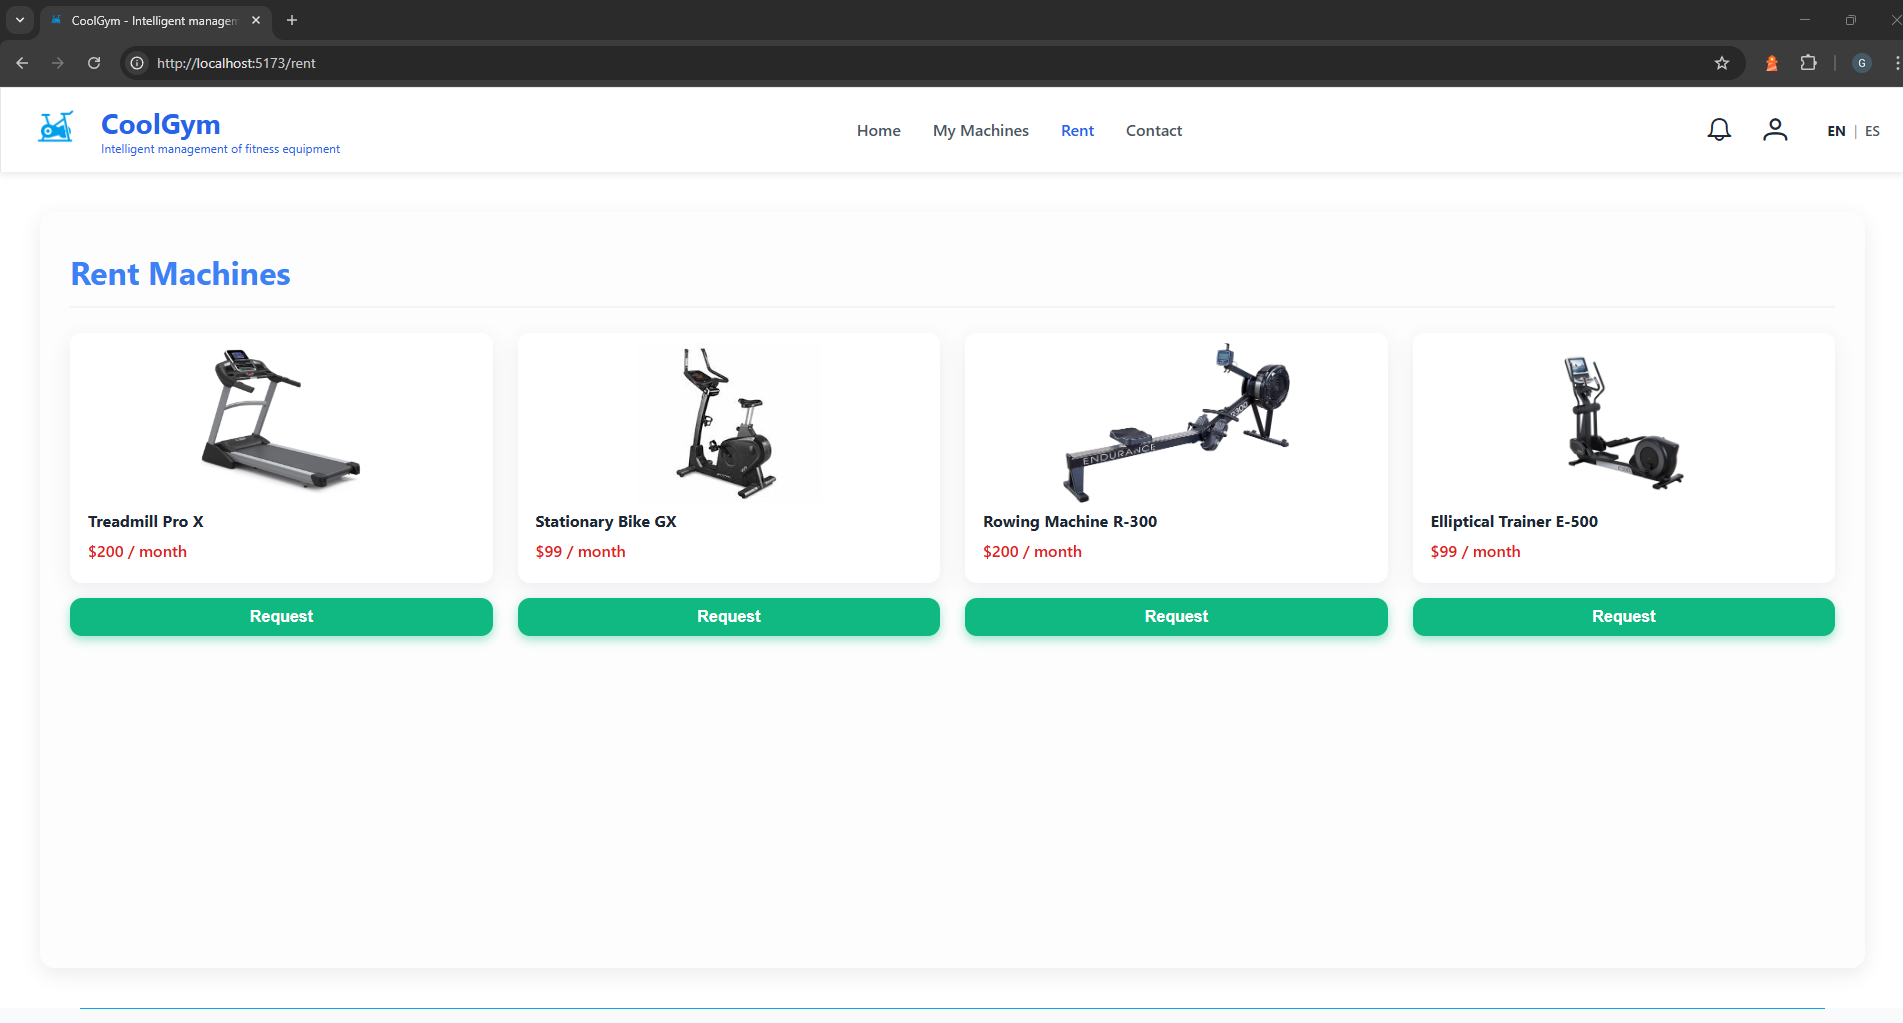 CoolGym - Intelligent managem
http://localhost:5173/rent
G
CoolGym
Intelligent management of fitness equipment
Home
My Machines
Rent
Contact
EN | ES
Rent Machines
ENDURANCE
R-300
Treadmill Pro X
$200 / month
Stationary Bike GX
$99 / month
Rowing Machine R-300
$200 / month
Elliptical Trainer E-500
$99 / month
Request
Request
Request
Request